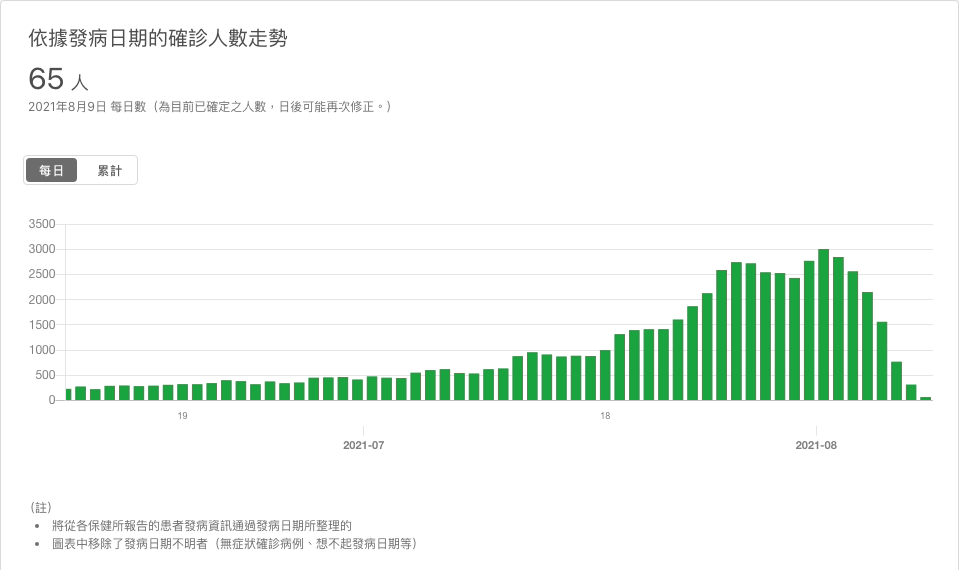 依據發病日期的確診人數走勢
65 人
2021年8月9日 每日數（為目前已確定之人數，日後可能再次修正。）
每日 累計
3500
3000
2500
2000
1500
1000
500
0
19 18
2021-07 2021-08
（註）
• 將從各保健所報告的患者發病資訊通過發病日期所整理的
• 圖表中移除了發病日期不明者（無症狀確診病例、想不起發病日期等）